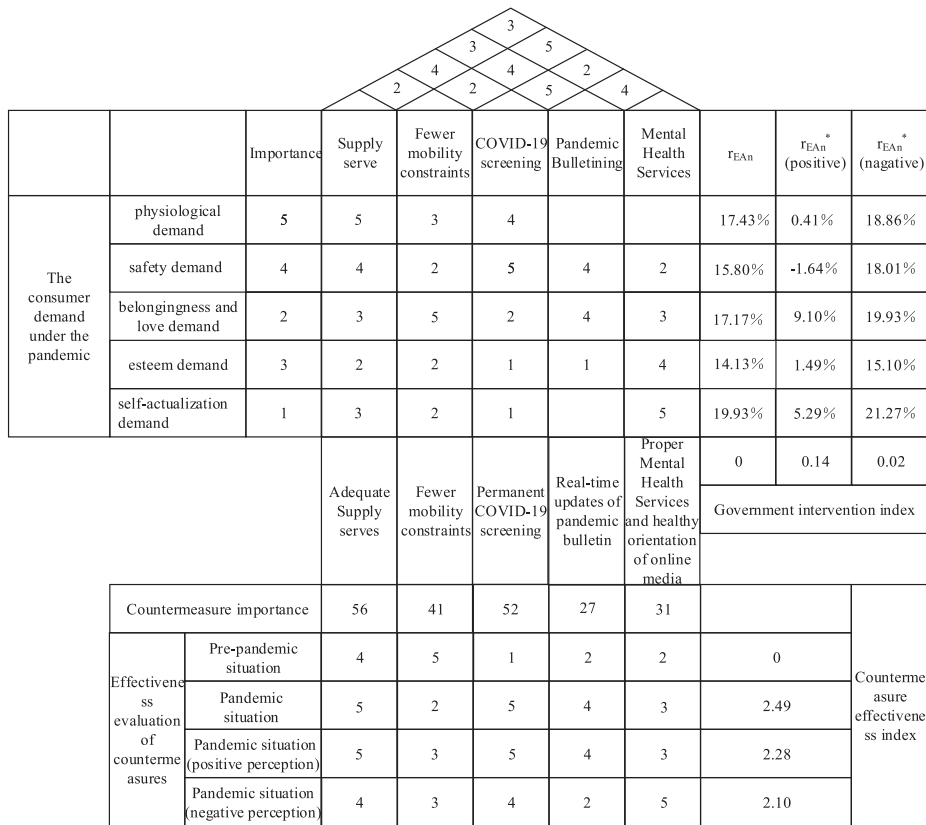 3
3 5
4 4 2
2 2 5 4
Importance Supply serve Fewer mobility constraints COVID-19 screening Pandemic Bulletining Mental Health Services rEAn rEAn* (positive) rEAn* (nagative)
The consumer demand under the pandemic
physiological demand 5 5 3 4 17.43% 0.41% 18.86%
safety demand 4 4 2 5 4 2 15.80% -1.64% 18.01%
belongingness and love demand 2 3 5 2 4 3 17.17% 9.10% 19.93%
esteem demand 3 2 2 1 1 4 14.13% 1.49% 15.10%
self-actualization demand 1 3 2 1 5 19.93% 5.29% 21.27%
Adequate Supply serves Fewer mobility constraints Permanent COVID-19 screening Real-time updates of pandemic bulletin Proper Mental Health Services and healthy orientation of online media 0 0.14 0.02
Government intervention index
Countermeasure importance 56 41 52 27 31
Effectivene ss evaluation of counterme asures
Pre-pandemic situation 4 5 1 2 2 0
Pandemic situation 5 2 5 4 3 2.49
Pandemic situation (positive perception) 5 3 5 4 3 2.28
Pandemic situation (negative perception) 4 3 4 2 5 2.10
Counterme asure effectivene ss index